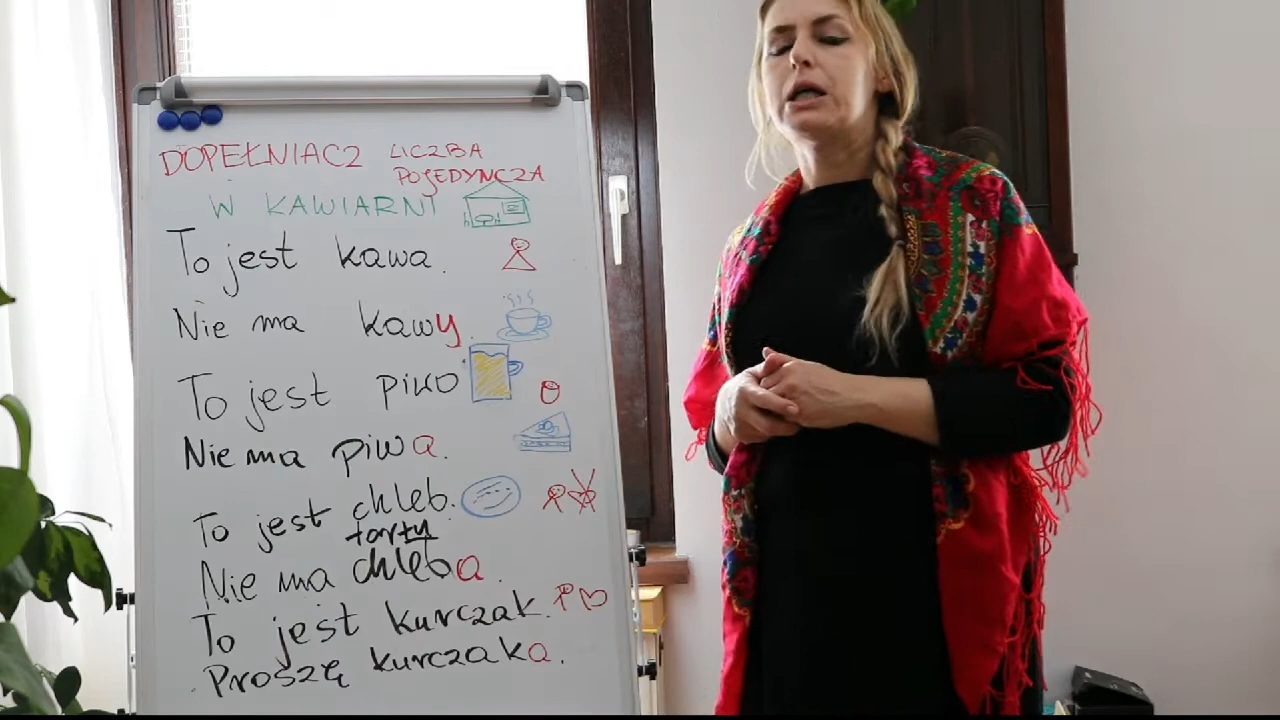 DOPEŁNIACZ LICZBA
POJEDYNCZA
W KAWIARNI
To jest kawa.
Nie ma kawy.
To jest piwo
Nie ma piwa.
To jest chleb.
tortu
Nie ma chleba.
To jest kurczak.
Proszę kurczaka.